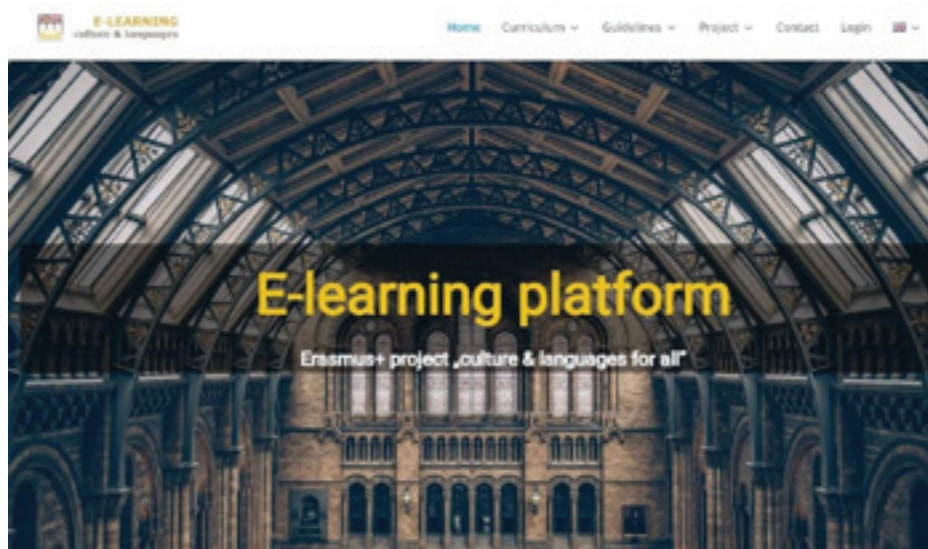 E-LEARNING
culture & languages
Home Curriculum Guidelines Project Contact Login
E-learning platform
Erasmus+ project „culture & languages for all“